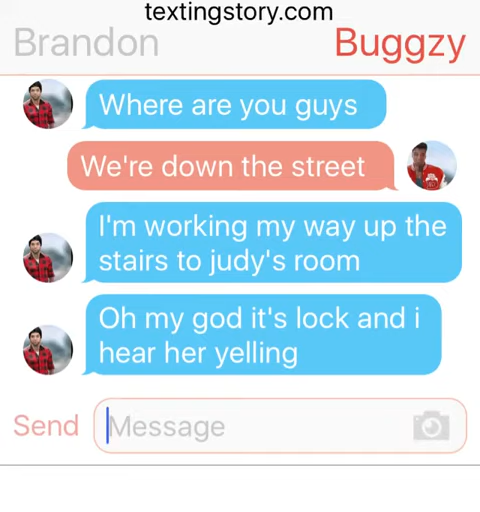 textingstory.com
Brandon Buggzy
Where are you guys
We're down the street
I'm working my way up the
stairs to judy's room
Oh my god it's lock and i
hear her yelling
Send Message